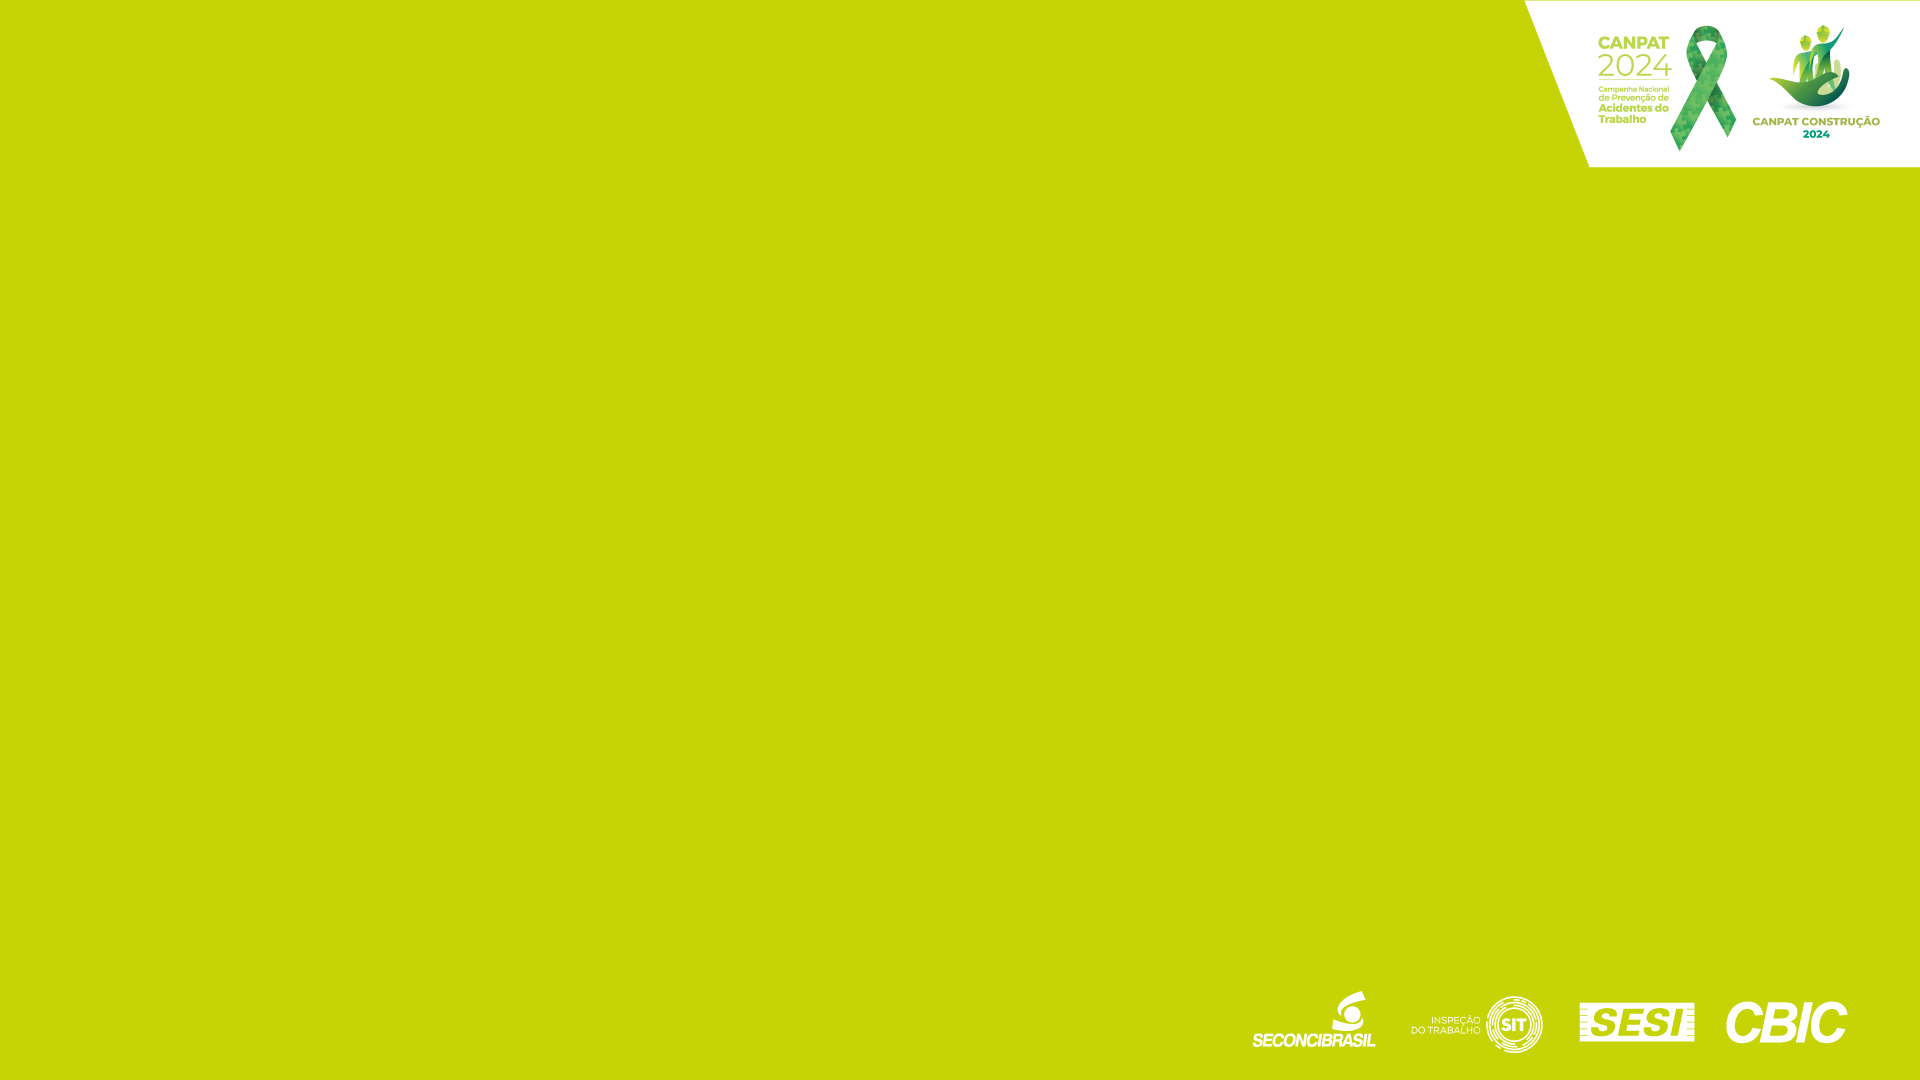 CANPAT
2024
Campanha Nacional
de Prevenção de
Acidentes do
Trabalho
CANPAT CONSTRUÇÃO
2024
SECONCIBRASIL
INSPEÇÃO
DO TRABALHO
SIT
SESI
CBIC